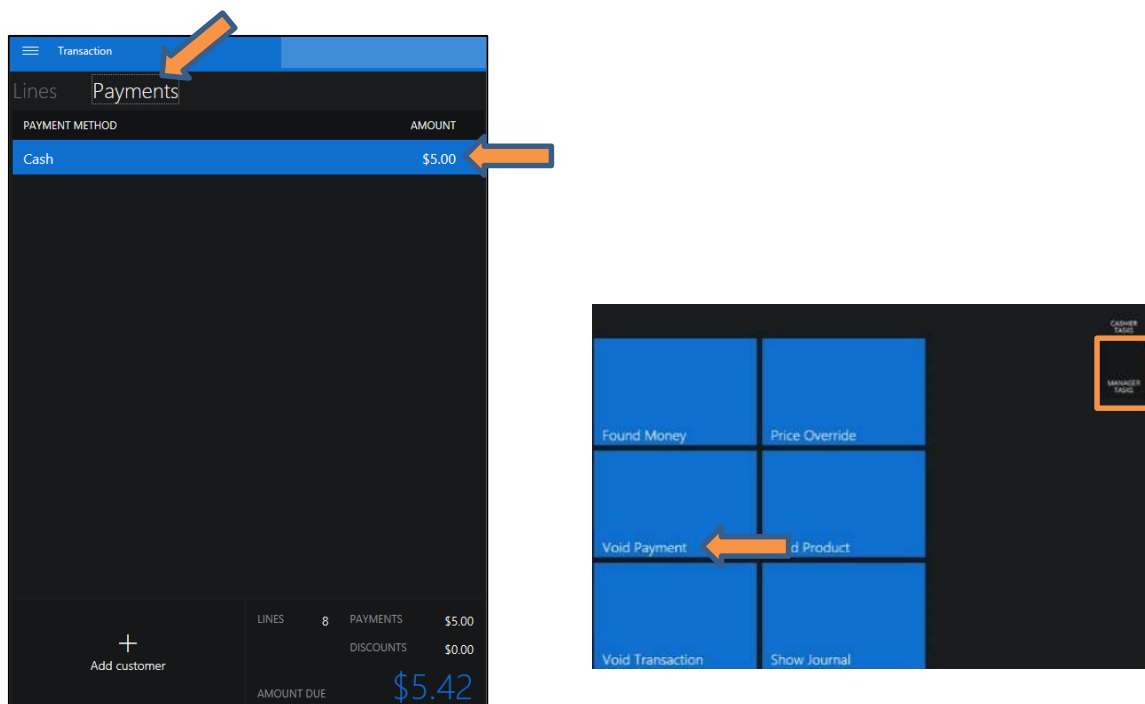 Transaction
Lines Payments
PAYMENT METHOD AMOUNT
Cash $5.00
Add customer
LINES 8 PAYMENTS $5.00
DISCOUNTS $0.00
AMOUNT DUE $5.42
CASHIER
TASKS
MANAGER
TASKS
Found Money Price Override
Void Payment d Product
Void Transaction Show Journal